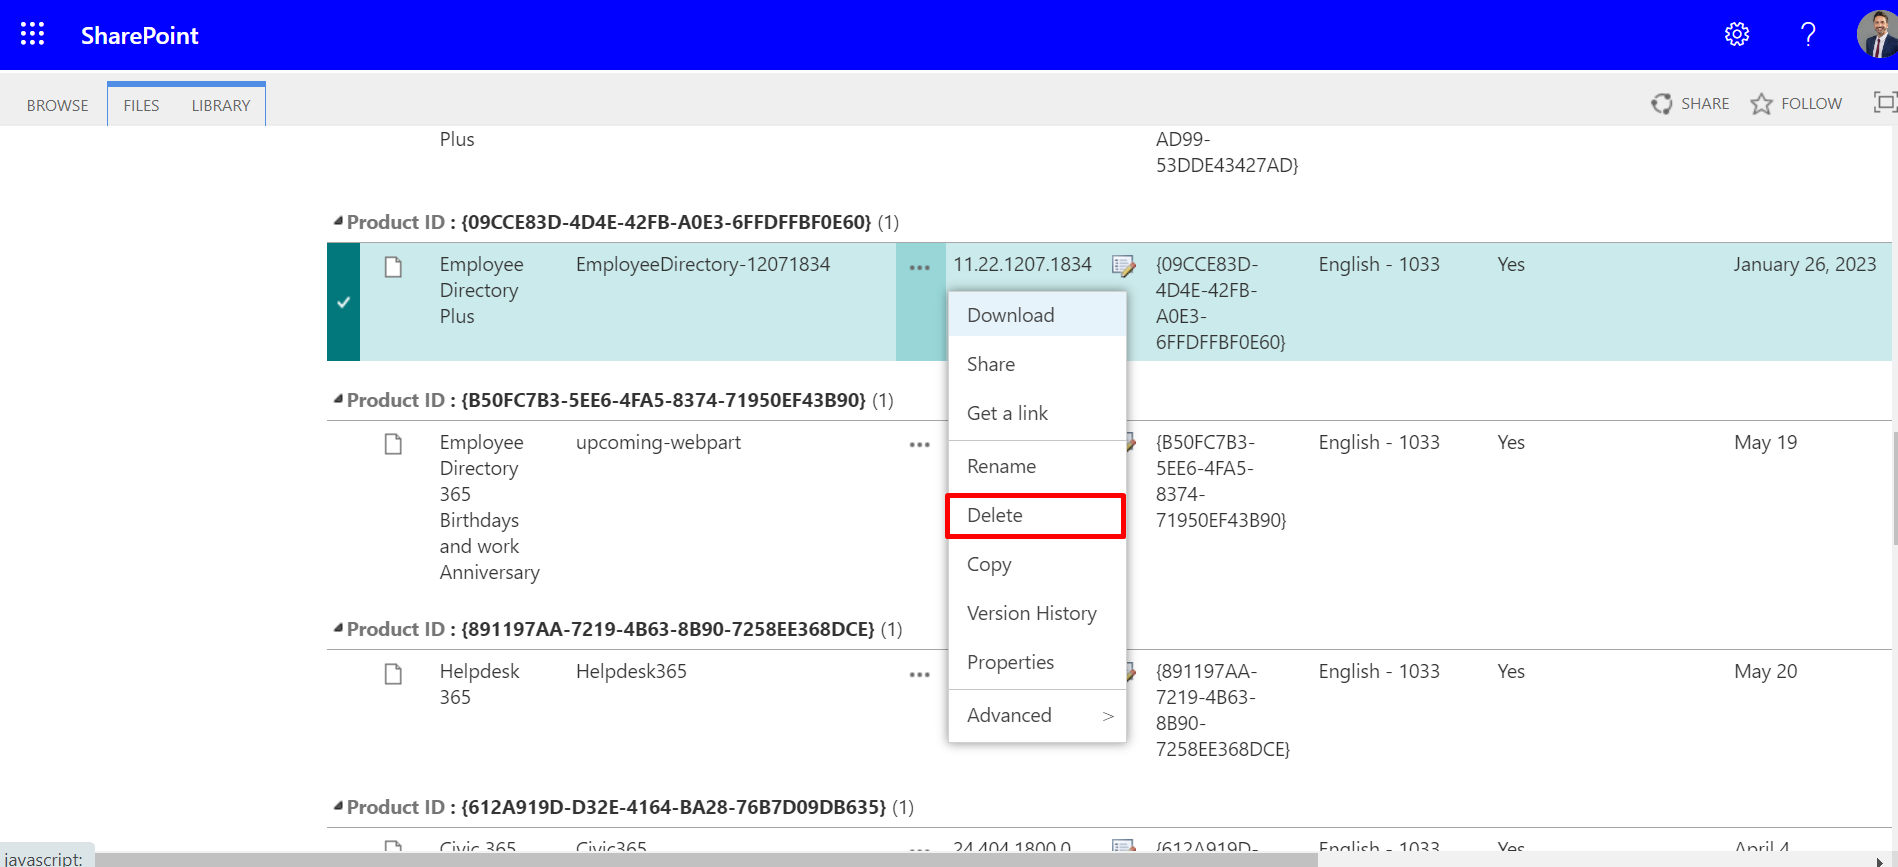 SharePoint
?
BROWSE FILES LIBRARY SHARE FOLLOW
Plus AD99-
53DDE43427AD}
Product ID : {09CCE83D-4D4E-42FB-A0E3-6FFDFFBF0E60} (1)
Employee EmployeeDirectory-12071834 ... 11.22.1207.1834 {09CCE83D- English - 1033 Yes January 26, 2023
Directory 4D4E-42FB-
Plus A0E3-
6FFDFFBF0E60}
Download
Share
Get a link
Rename
Delete
Copy
Version History
Properties
Advanced >
Product ID : {B50FC7B3-5EE6-4FA5-8374-71950EF43B90} (1)
Employee upcoming-webpart ... {B50FC7B3- English - 1033 Yes May 19
Directory 5EE6-4FA5-
365 8374-
Birthdays 71950EF43B90}
and work
Anniversary
Product ID : {891197AA-7219-4B63-8B90-7258EE368DCE} (1)
Helpdesk Helpdesk365 ... {891197AA- English - 1033 Yes May 20
365 7219-4B63-
8B90-
7258EE368DCE}
Product ID : {612A919D-D32E-4164-BA28-76B7D09DB635} (1)
Civic 365 Civic365 ... 24.404.1800.0 {612A919D- English - 1033 Yes April 4
javascript: